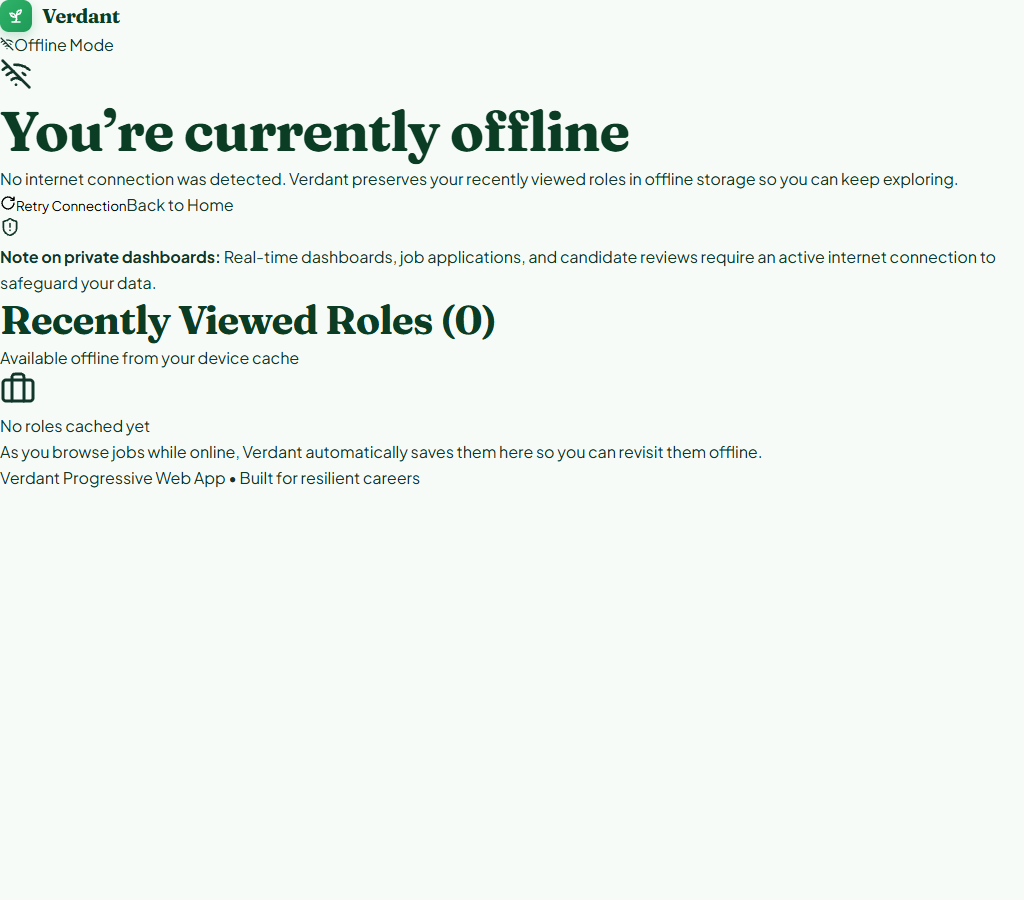 Verdant
Offline Mode
You’re currently offline
No internet connection was detected. Verdant preserves your recently viewed roles in offline storage so you can keep exploring.
Retry Connection Back to Home
Note on private dashboards: Real-time dashboards, job applications, and candidate reviews require an active internet connection to
safeguard your data.
Recently Viewed Roles (0)
Available offline from your device cache
No roles cached yet
As you browse jobs while online, Verdant automatically saves them here so you can revisit them offline.
Verdant Progressive Web App • Built for resilient careers